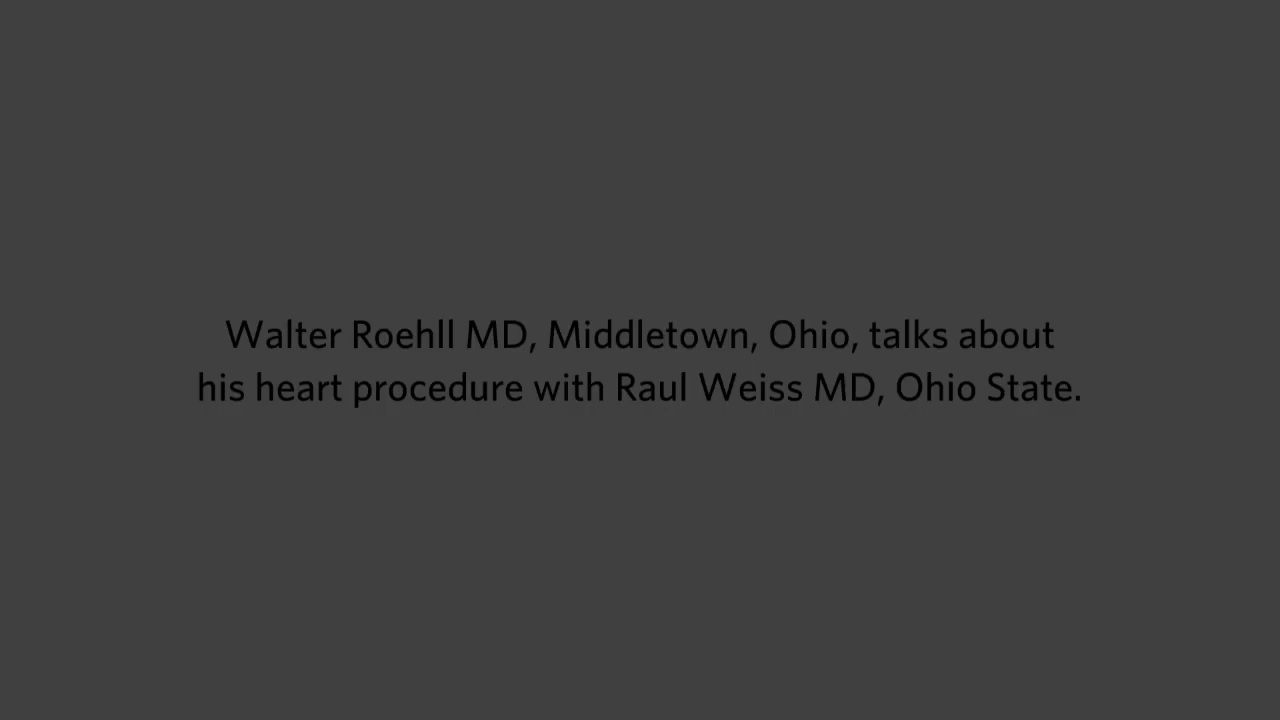 Walter Roehll MD, Middletown, Ohio, talks about
his heart procedure with Raul Weiss MD, Ohio State.